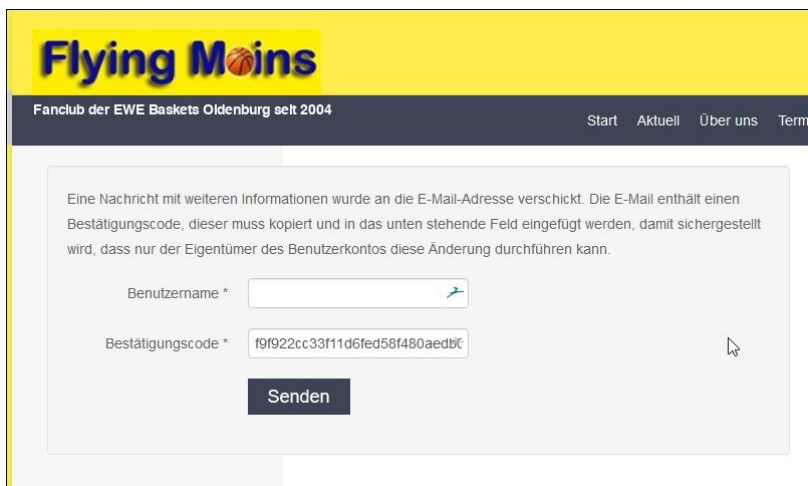 Flying Moins
Fanclub der EWE Baskets Oldenburg seit 2004
Start Aktuell Über uns Term
Eine Nachricht mit weiteren Informationen wurde an die E-Mail-Adresse verschickt. Die E-Mail enthält einen
Bestätigungscode, dieser muss kopiert und in das unten stehende Feld eingefügt werden, damit sichergestellt
wird, dass nur der Eigentümer des Benutzerkontos diese Änderung durchführen kann.
Benutzername *
Bestätigungscode *
Senden